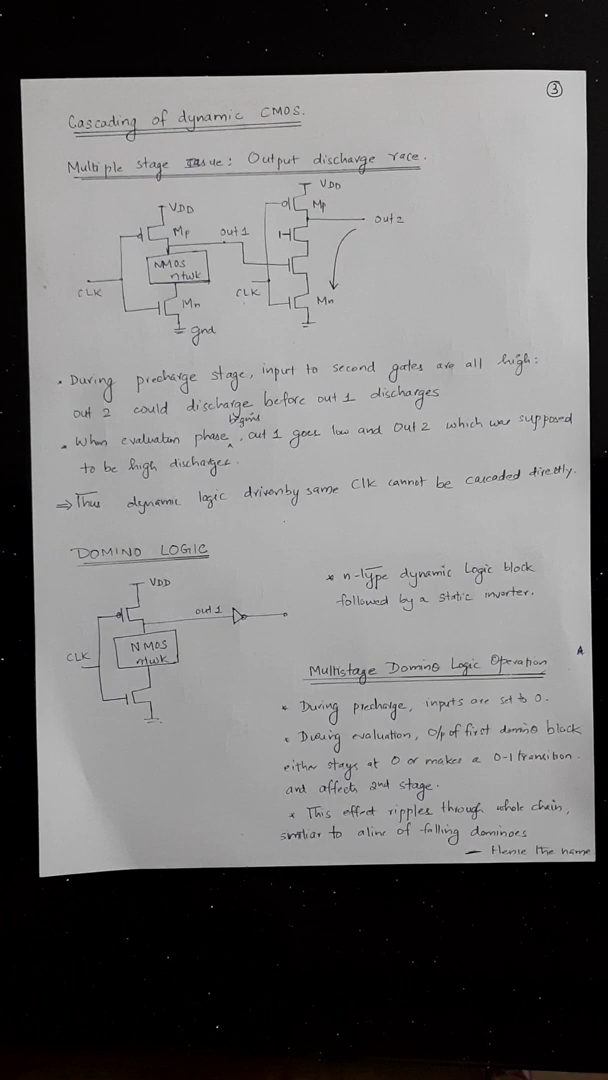 ③
Cascading of dynamic CMOS.
Multiple stage Issue: Output discharge race.
VDD
Mp
out 1
NMOS
ntwk
CLK
Mn
gnd
VDD
Mp
out 2
CLK
Mn
• During precharge stage, input to second gates are all high:
out 2 could discharge before out 1 discharges
• When evaluation phase begins, out 1 goes low and Out 2 which was supposed
to be high discharges.
⇒ Thus dynamic logic driven by same Clk cannot be cascaded directly.
DOMINO LOGIC
VDD
out 1
NMOS
ntwk
CLK
* n-type dynamic Logic block
followed by a static inverter.
A
Multistage Domino Logic Operation
* During precharge, inputs are set to 0.
* During evaluation, O/p of first domino block
either stays at 0 or makes a 0-1 transition.
and affects 2nd stage.
* This effect ripples through whole chain,
similiar to a line of falling dominoes
— Hence the name